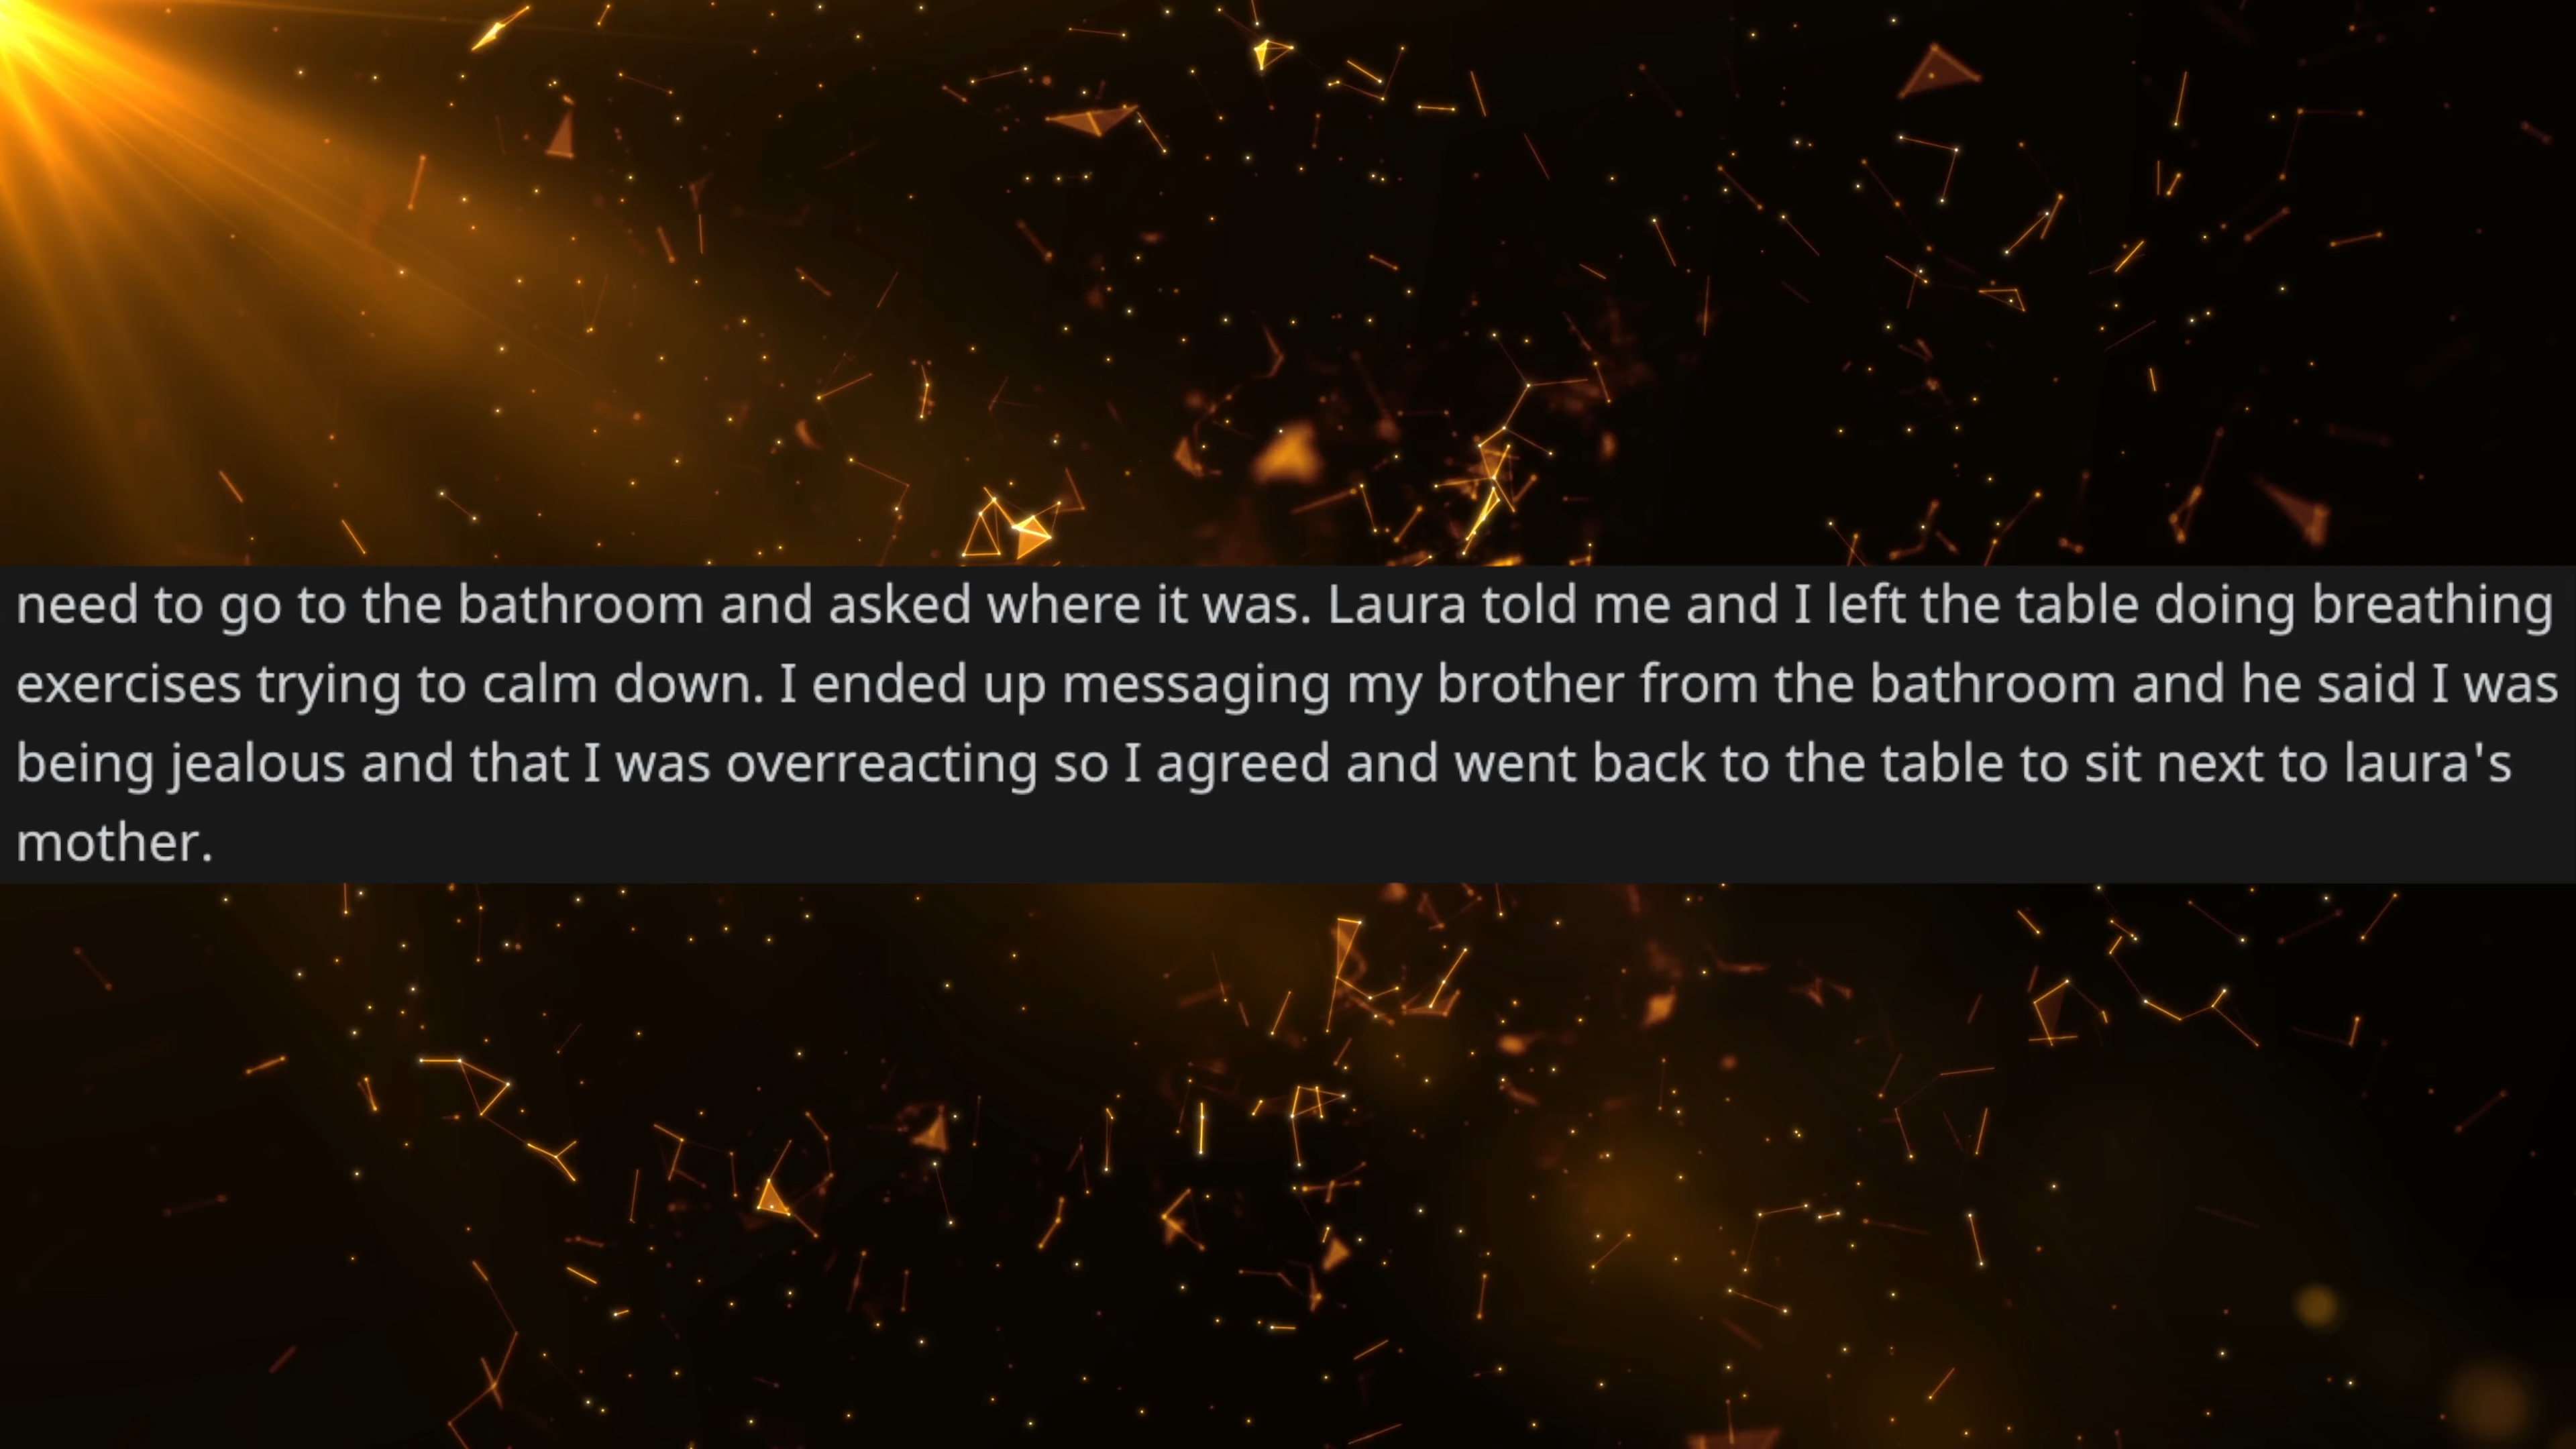 need to go to the bathroom and asked where it was. Laura told me and I left the table doing breathing
exercises trying to calm down. I ended up messaging my brother from the bathroom and he said I was
being jealous and that I was overreacting so I agreed and went back to the table to sit next to laura's
mother.